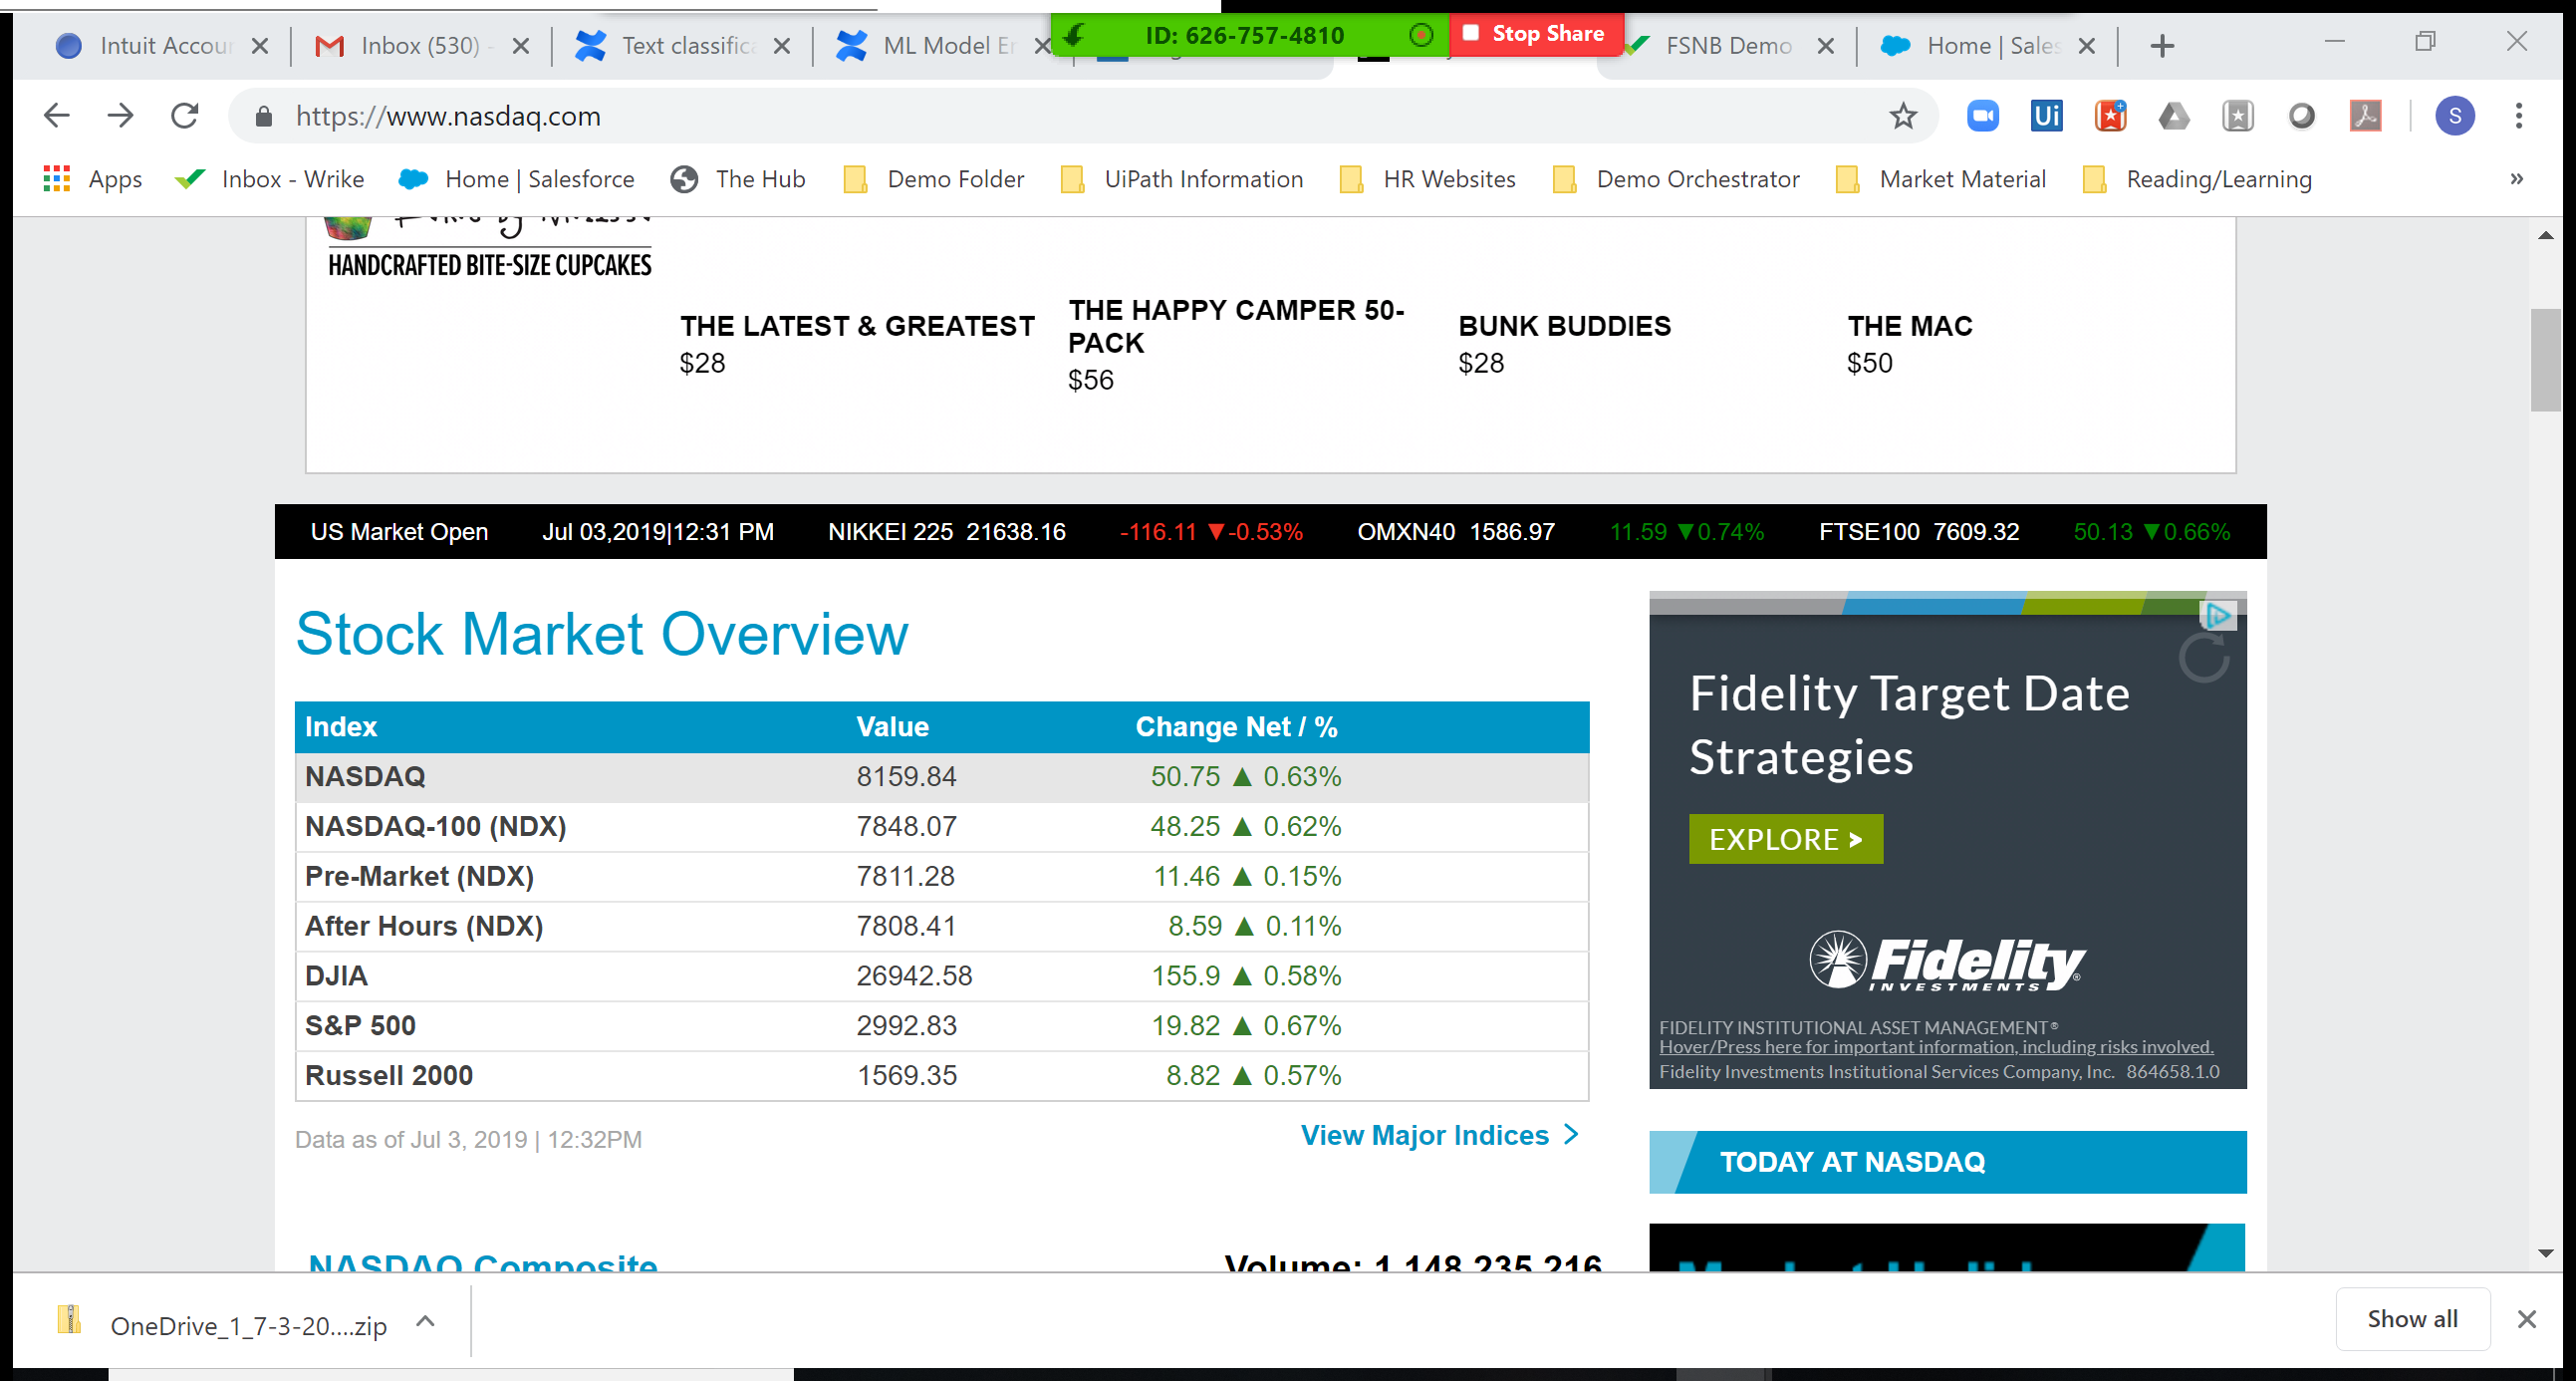 Intuit Accou
Inbox (530) -
Text classific
ML Model E
ID: 626-757-4810
Stop Share
FSNB Demo
Home | Sales
https://www.nasdaq.com
Ui
S
Apps
Inbox - Wrike
Home | Salesforce
The Hub
Demo Folder
UiPath Information
HR Websites
Demo Orchestrator
Market Material
Reading/Learning
»
HANDCRAFTED BITE-SIZE CUPCAKES
THE LATEST & GREATEST
$28
THE HAPPY CAMPER 50-
PACK
$56
BUNK BUDDIES
$28
THE MAC
$50
US Market Open Jul 03,2019|12:31 PM NIKKEI 225 21638.16 -116.11 ▼-0.53% OMXN40 1586.97 11.59 ▼0.74% FTSE100 7609.32 50.13 ▼0.66%
Stock Market Overview
Index Value Change Net / %
NASDAQ 8159.84 50.75 ▲ 0.63%
NASDAQ-100 (NDX) 7848.07 48.25 ▲ 0.62%
Pre-Market (NDX) 7811.28 11.46 ▲ 0.15%
After Hours (NDX) 7808.41 8.59 ▲ 0.11%
DJIA 26942.58 155.9 ▲ 0.58%
S&P 500 2992.83 19.82 ▲ 0.67%
Russell 2000 1569.35 8.82 ▲ 0.57%
Data as of Jul 3, 2019 | 12:32PM
View Major Indices >
NASDAQ Composite
Volume: 1,148,235,216
Fidelity Target Date
Strategies
EXPLORE >
Fidelity
INVESTMENTS
FIDELITY INSTITUTIONAL ASSET MANAGEMENT®
Hover/Press here for important information, including risks involved.
Fidelity Investments Institutional Services Company, Inc. 864658.1.0
TODAY AT NASDAQ
OneDrive_1_7-3-20....zip
Show all